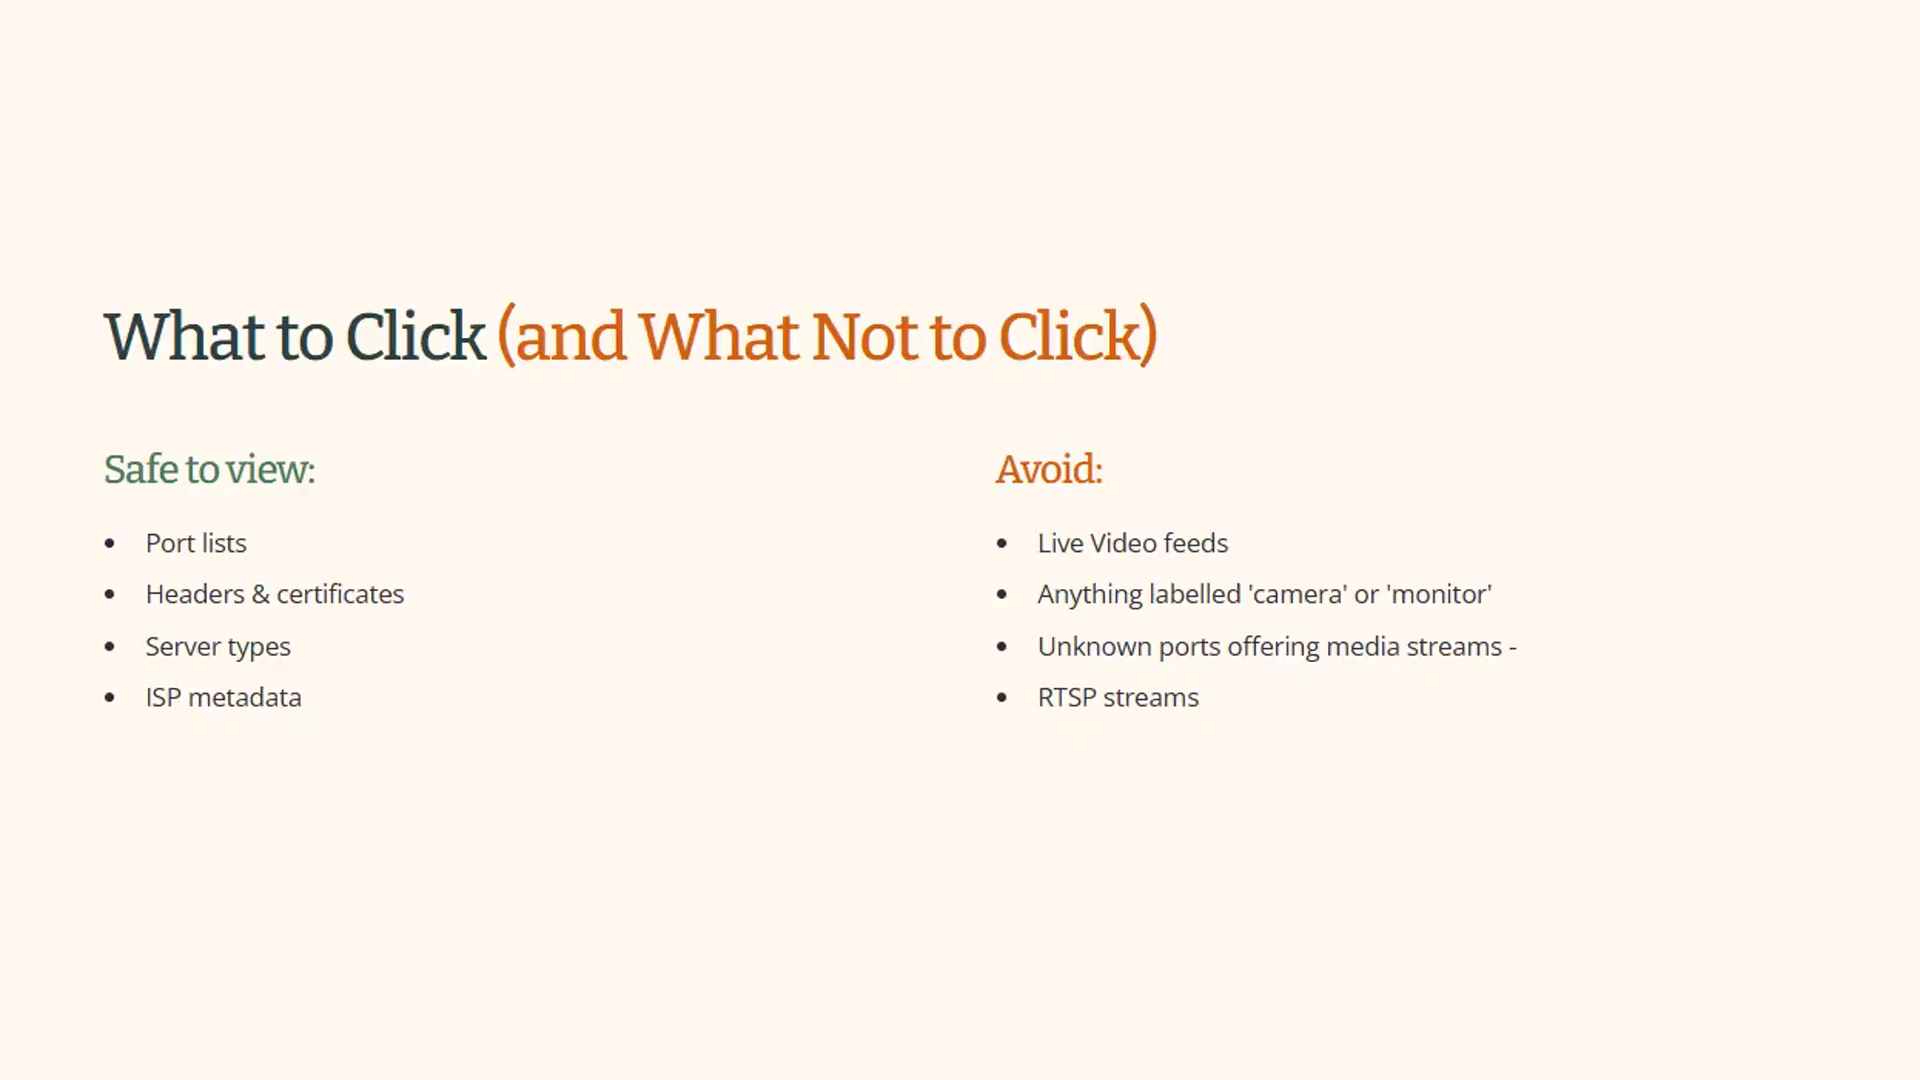 What to Click (and What Not to Click)
Safe to view:
• Port lists
• Headers & certificates
• Server types
• ISP metadata
Avoid:
• Live Video feeds
• Anything labelled 'camera' or 'monitor'
• Unknown ports offering media streams -
• RTSP streams